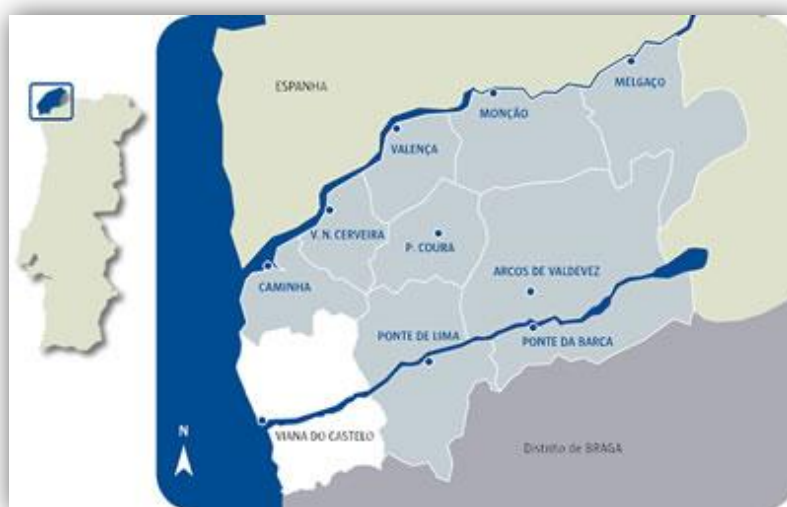 ESPANHA
MELGAÇO
MONÇÃO
VALENÇA
V. N. CERVEIRA
P. COURA
ARCOS DE VALDEVEZ
CAMINHA
PONTE DE LIMA
PONTE DA BARCA
N
VIANA DO CASTELO
Distrito de BRAGA